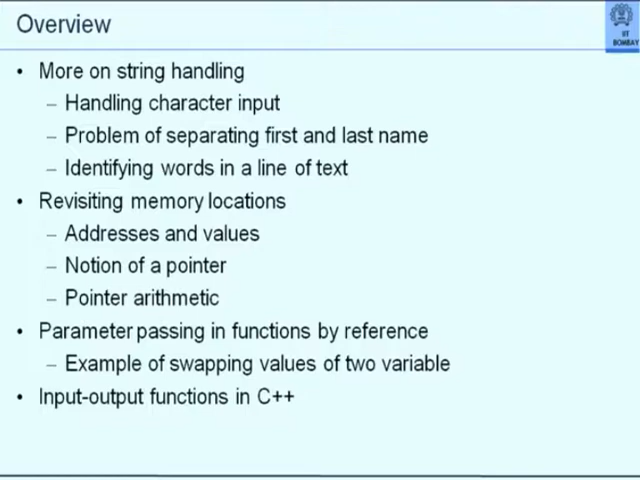 Overview
IIT
BOMBAY
• More on string handling
– Handling character input
– Problem of separating first and last name
– Identifying words in a line of text
• Revisiting memory locations
– Addresses and values
– Notion of a pointer
– Pointer arithmetic
• Parameter passing in functions by reference
– Example of swapping values of two variable
• Input-output functions in C++